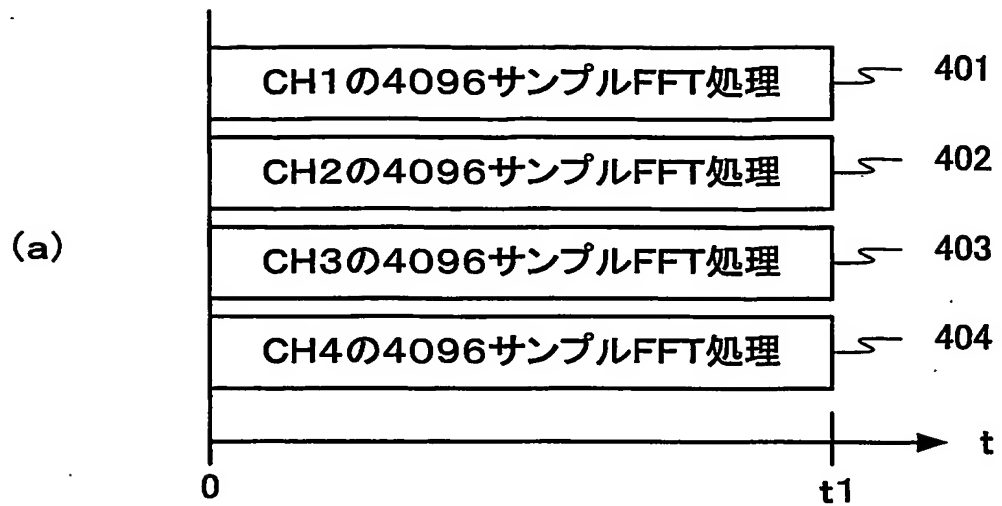 CH1の4096サンプルFFT処理 401
CH2の4096サンプルFFT処理 402
(a)
CH3の4096サンプルFFT処理 403
CH4の4096サンプルFFT処理 404
t
0 t1